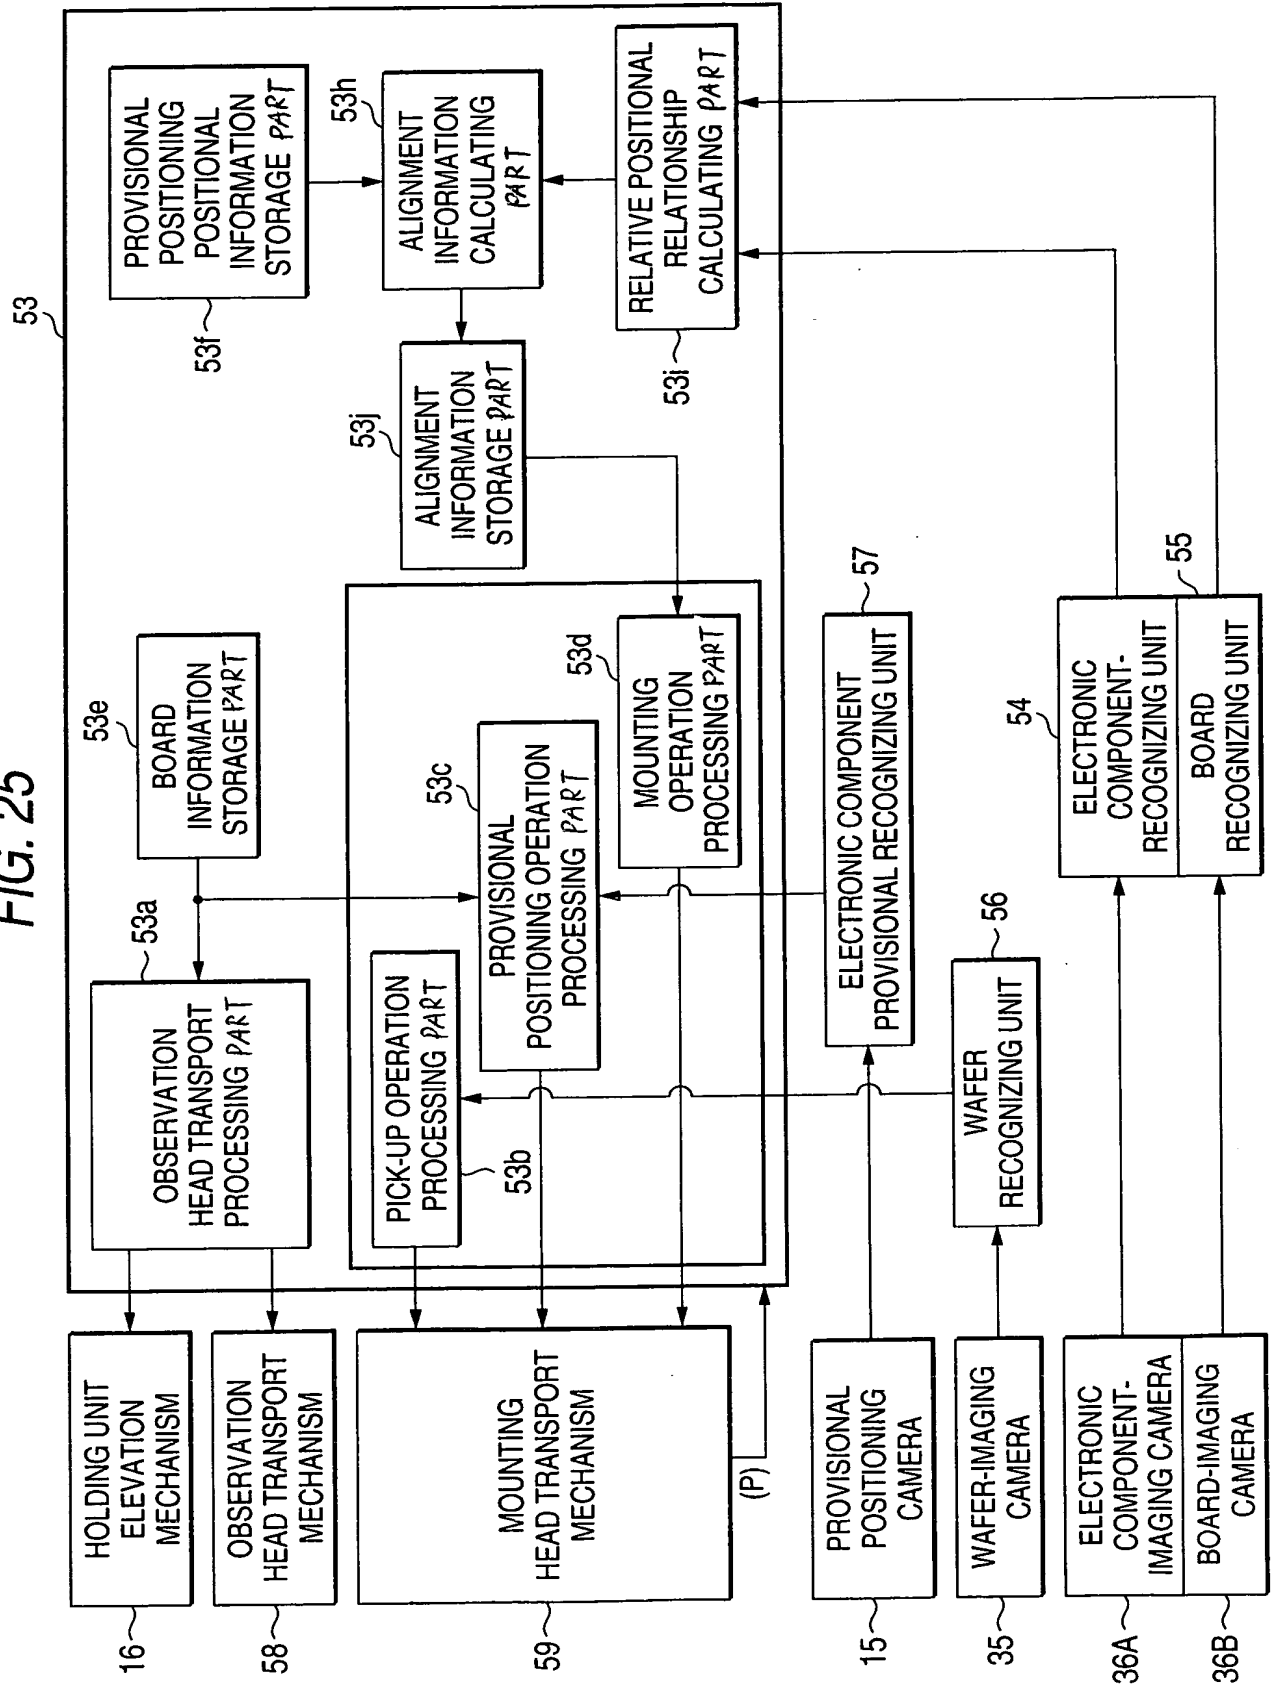 FIG. 25
53
HOLDING UNIT
ELEVATION
MECHANISM
16
OBSERVATION
HEAD TRANSPORT
MECHANISM
58
MOUNTING
HEAD TRANSPORT
MECHANISM
59
(P)
PROVISIONAL
POSITIONING
CAMERA
15
WAFER-IMAGING
CAMERA
35
ELECTRONIC
COMPONENT-
IMAGING CAMERA
36A
BOARD-IMAGING
CAMERA
36B
OBSERVATION
HEAD TRANSPORT
PROCESSING PART
53a
PICK-UP OPERATION
PROCESSING PART
53b
PROVISIONAL
POSITIONING OPERATION
PROCESSING PART
53c
MOUNTING
OPERATION
PROCESSING PART
53d
BOARD
INFORMATION
STORAGE PART
53e
PROVISIONAL
POSITIONING
POSITIONAL
INFORMATION
STORAGE PART
53f
ALIGNMENT
INFORMATION
CALCULATING
PART
53h
RELATIVE POSITIONAL
RELATIONSHIP
CALCULATING PART
53i
ALIGNMENT
INFORMATION
STORAGE PART
53j
ELECTRONIC COMPONENT
PROVISIONAL RECOGNIZING UNIT
57
WAFER
RECOGNIZING UNIT
56
ELECTRONIC
COMPONENT-
RECOGNIZING UNIT
54
BOARD
RECOGNIZING UNIT
55